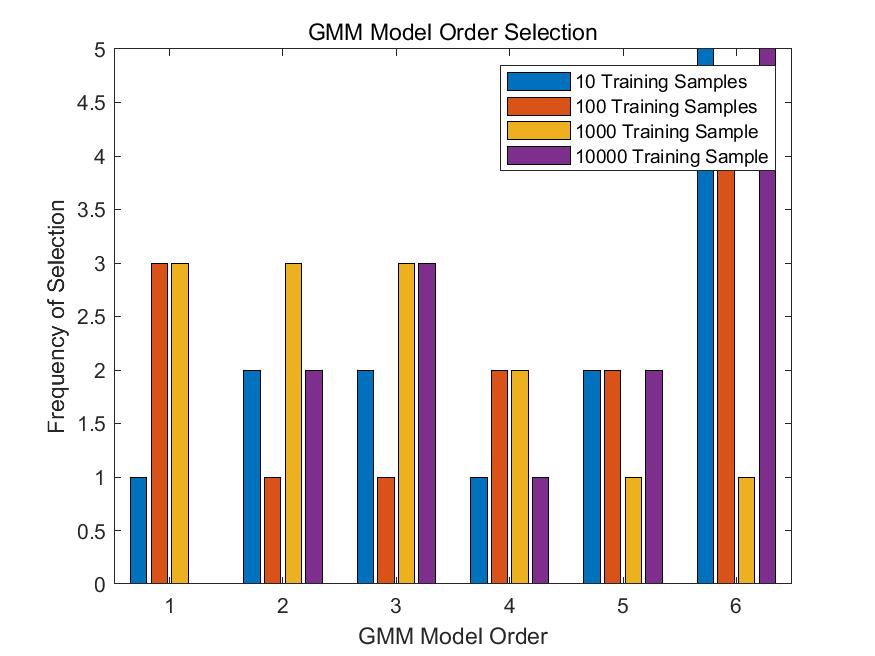 GMM Model Order Selection
5
4.5
4
3.5
3
2.5
2
1.5
1
0.5
0
Frequency of Selection
10 Training Samples
100 Training Samples
1000 Training Sample
10000 Training Sample
1 2 3 4 5 6
GMM Model Order